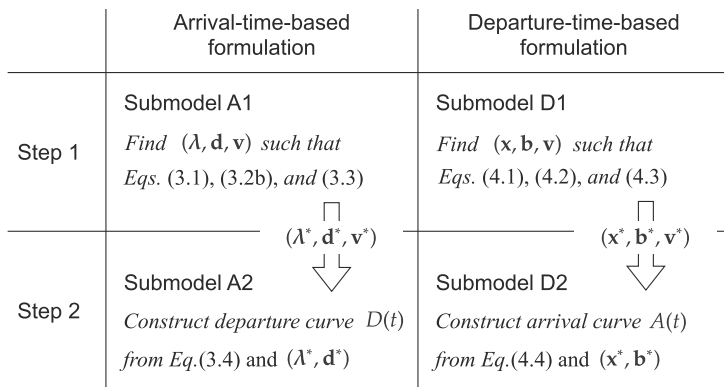 Arrival-time-based
formulation
Departure-time-based
formulation
Step 1
Submodel A1
Find (λ, d, v) such that
Eqs. (3.1), (3.2b), and (3.3)
Submodel D1
Find (x, b, v) such that
Eqs. (4.1), (4.2), and (4.3)
(λ*, d*, v*)
(x*, b*, v*)
Step 2
Submodel A2
Construct departure curve D(t)
from Eq.(3.4) and (λ*, d*)
Submodel D2
Construct arrival curve A(t)
from Eq.(4.4) and (x*, b*)